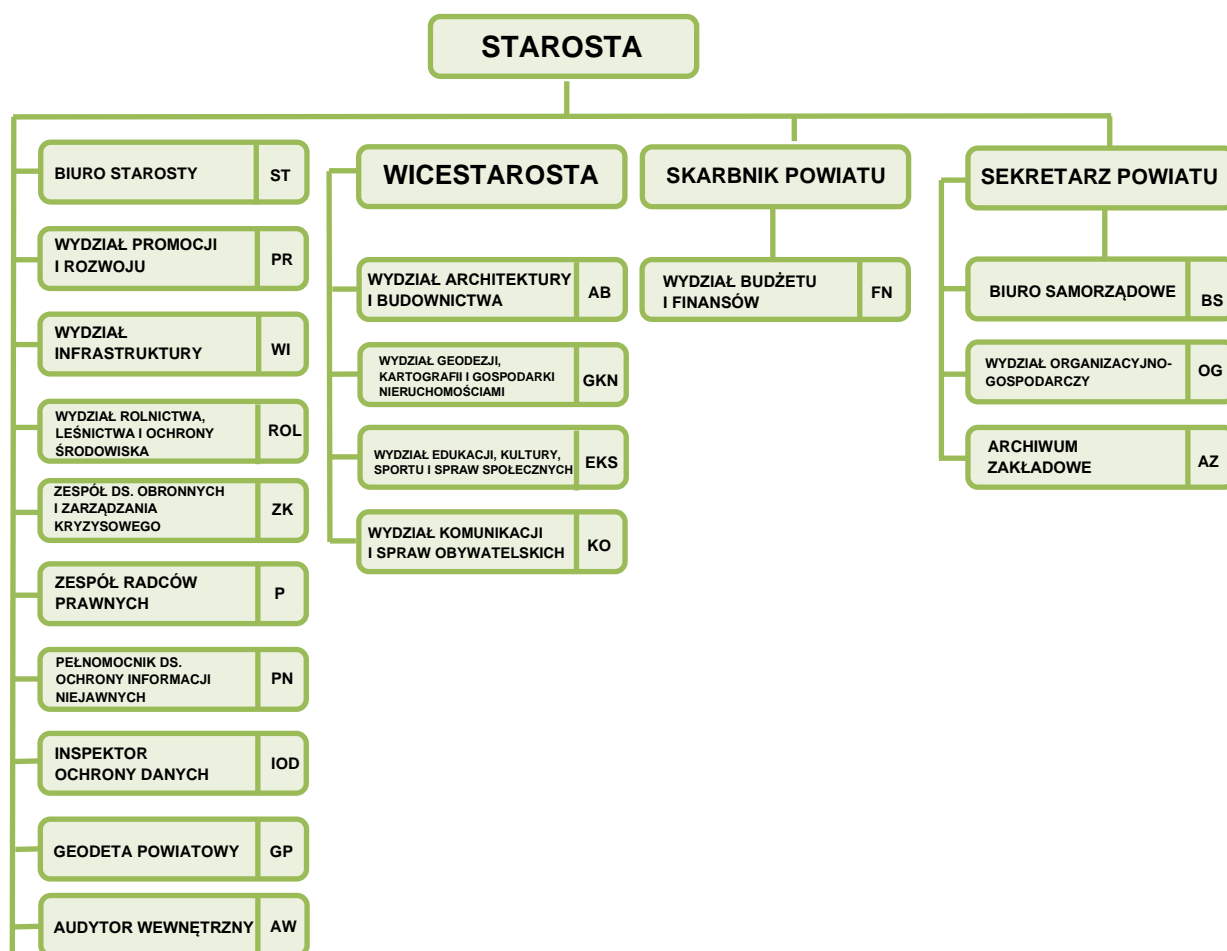 STAROSTA
BIURO STAROSTY
ST
WYDZIAŁ PROMOCJI
I ROZWOJU
PR
WYDZIAŁ
INFRASTRUKTURY
WI
WYDZIAŁ ROLNICTWA,
LEŚNICTWA I OCHRONY
ŚRODOWISKA
ROL
ZESPÓŁ DS. OBRONNYCH
I ZARZĄDZANIA
KRYZYSOWEGO
ZK
ZESPÓŁ RADCÓW
PRAWNYCH
P
PEŁNOMOCNIK DS.
OCHRONY INFORMACJI
NIEJAWNYCH
PN
INSPEKTOR
OCHRONY DANYCH
IOD
GEODETA POWIATOWY
GP
AUDYTOR WEWNĘTRZNY
AW
WICESTAROSTA
WYDZIAŁ ARCHITEKTURY
I BUDOWNICTWA
AB
WYDZIAŁ GEODEZJI,
KARTOGRAFII I GOSPODARKI
NIERUCHOMOŚCIAMI
GKN
WYDZIAŁ EDUKACJI, KULTURY,
SPORTU I SPRAW SPOŁECZNYCH
EKS
WYDZIAŁ KOMUNIKACJI
I SPRAW OBYWATELSKICH
KO
SKARBNIK POWIATU
WYDZIAŁ BUDŻETU
I FINANSÓW
FN
SEKRETARZ POWIATU
BIURO SAMORZĄDOWE
BS
WYDZIAŁ ORGANIZACYJNO-
GOSPODARCZY
OG
ARCHIWUM
ZAKŁADOWE
AZ